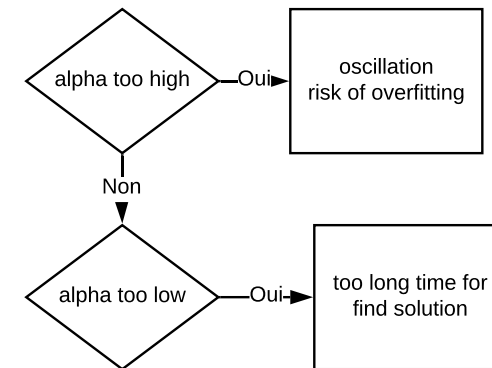 alpha too high
Oui
oscillation
risk of overfitting
Non
alpha too low
Oui
too long time for
find solution